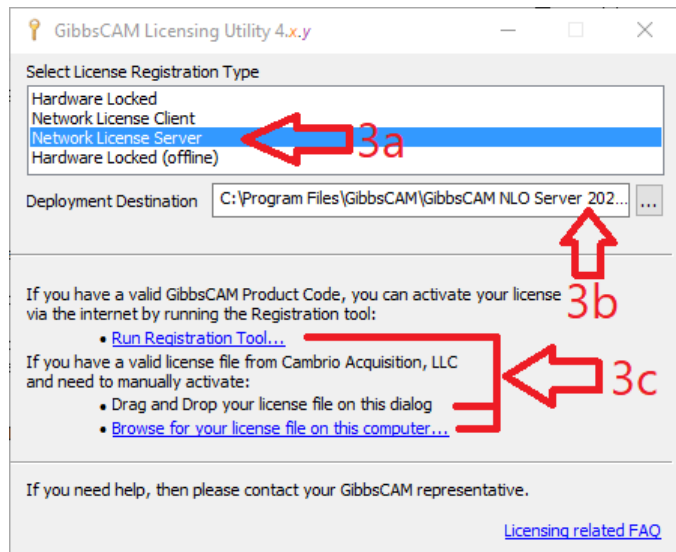 GibbsCAM Licensing Utility 4.x.y
Select License Registration Type
Hardware Locked
Network License Client
Network License Server
3a
Hardware Locked (offline)
Deployment Destination C:\Program Files\GibbsCAM\GibbsCAM NLO Server 202... ...
3b
If you have a valid GibbsCAM Product Code, you can activate your license
via the internet by running the Registration tool:
• Run Registration Tool...
If you have a valid license file from Cambrio Acquisition, LLC
and need to manually activate:
3c
• Drag and Drop your license file on this dialog
• Browse for your license file on this computer...
If you need help, then please contact your GibbsCAM representative.
Licensing related FAQ